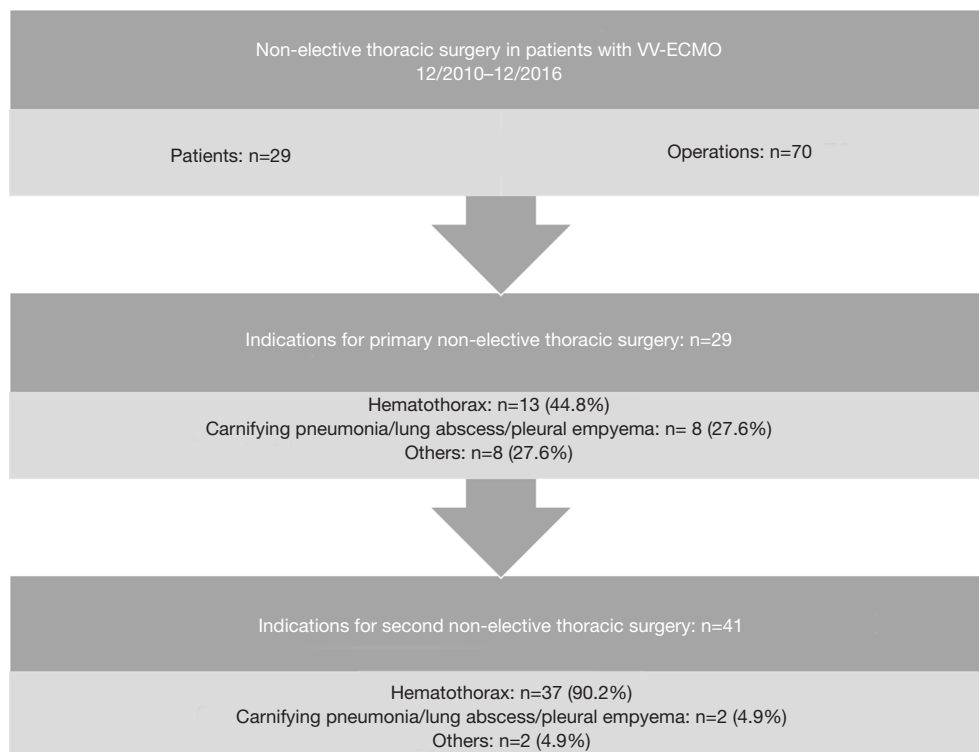 Non-elective thoracic surgery in patients with VV-ECMO
12/2010–12/2016
Patients: n=29
Operations: n=70
Indications for primary non-elective thoracic surgery: n=29
Hematothorax: n=13 (44.8%)
Carnifying pneumonia/lung abscess/pleural empyema: n= 8 (27.6%)
Others: n=8 (27.6%)
Indications for second non-elective thoracic surgery: n=41
Hematothorax: n=37 (90.2%)
Carnifying pneumonia/lung abscess/pleural empyema: n=2 (4.9%)
Others: n=2 (4.9%)